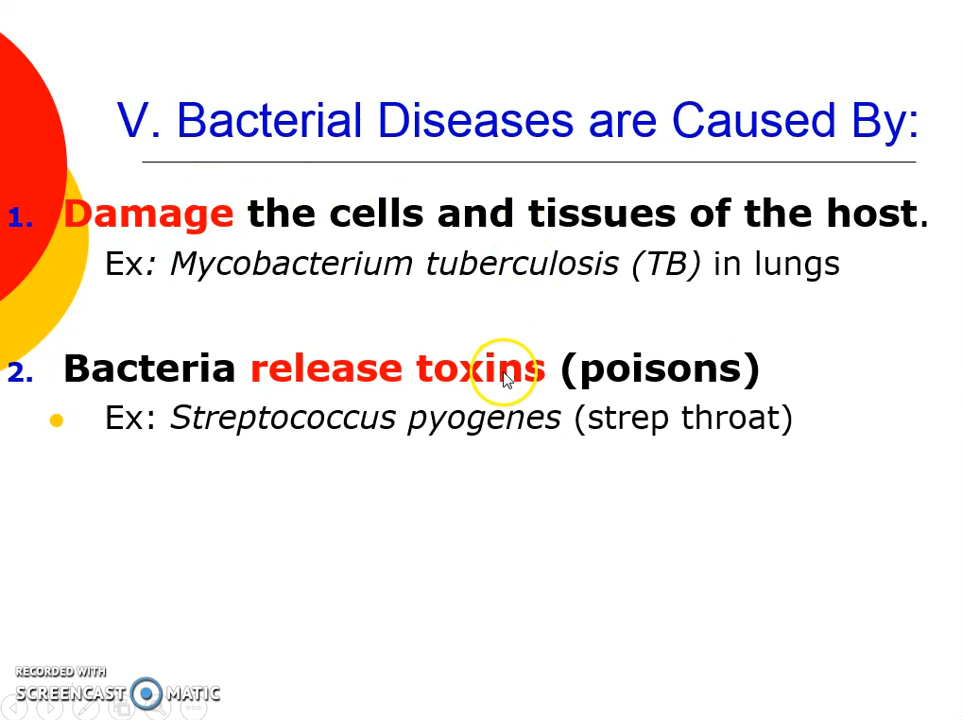 V. Bacterial Diseases are Caused By:
1. Damage the cells and tissues of the host.
Ex: Mycobacterium tuberculosis (TB) in lungs
2. Bacteria release toxins (poisons)
Ex: Streptococcus pyogenes (strep throat)
RECORDED WITH
SCREENCAST MATIC